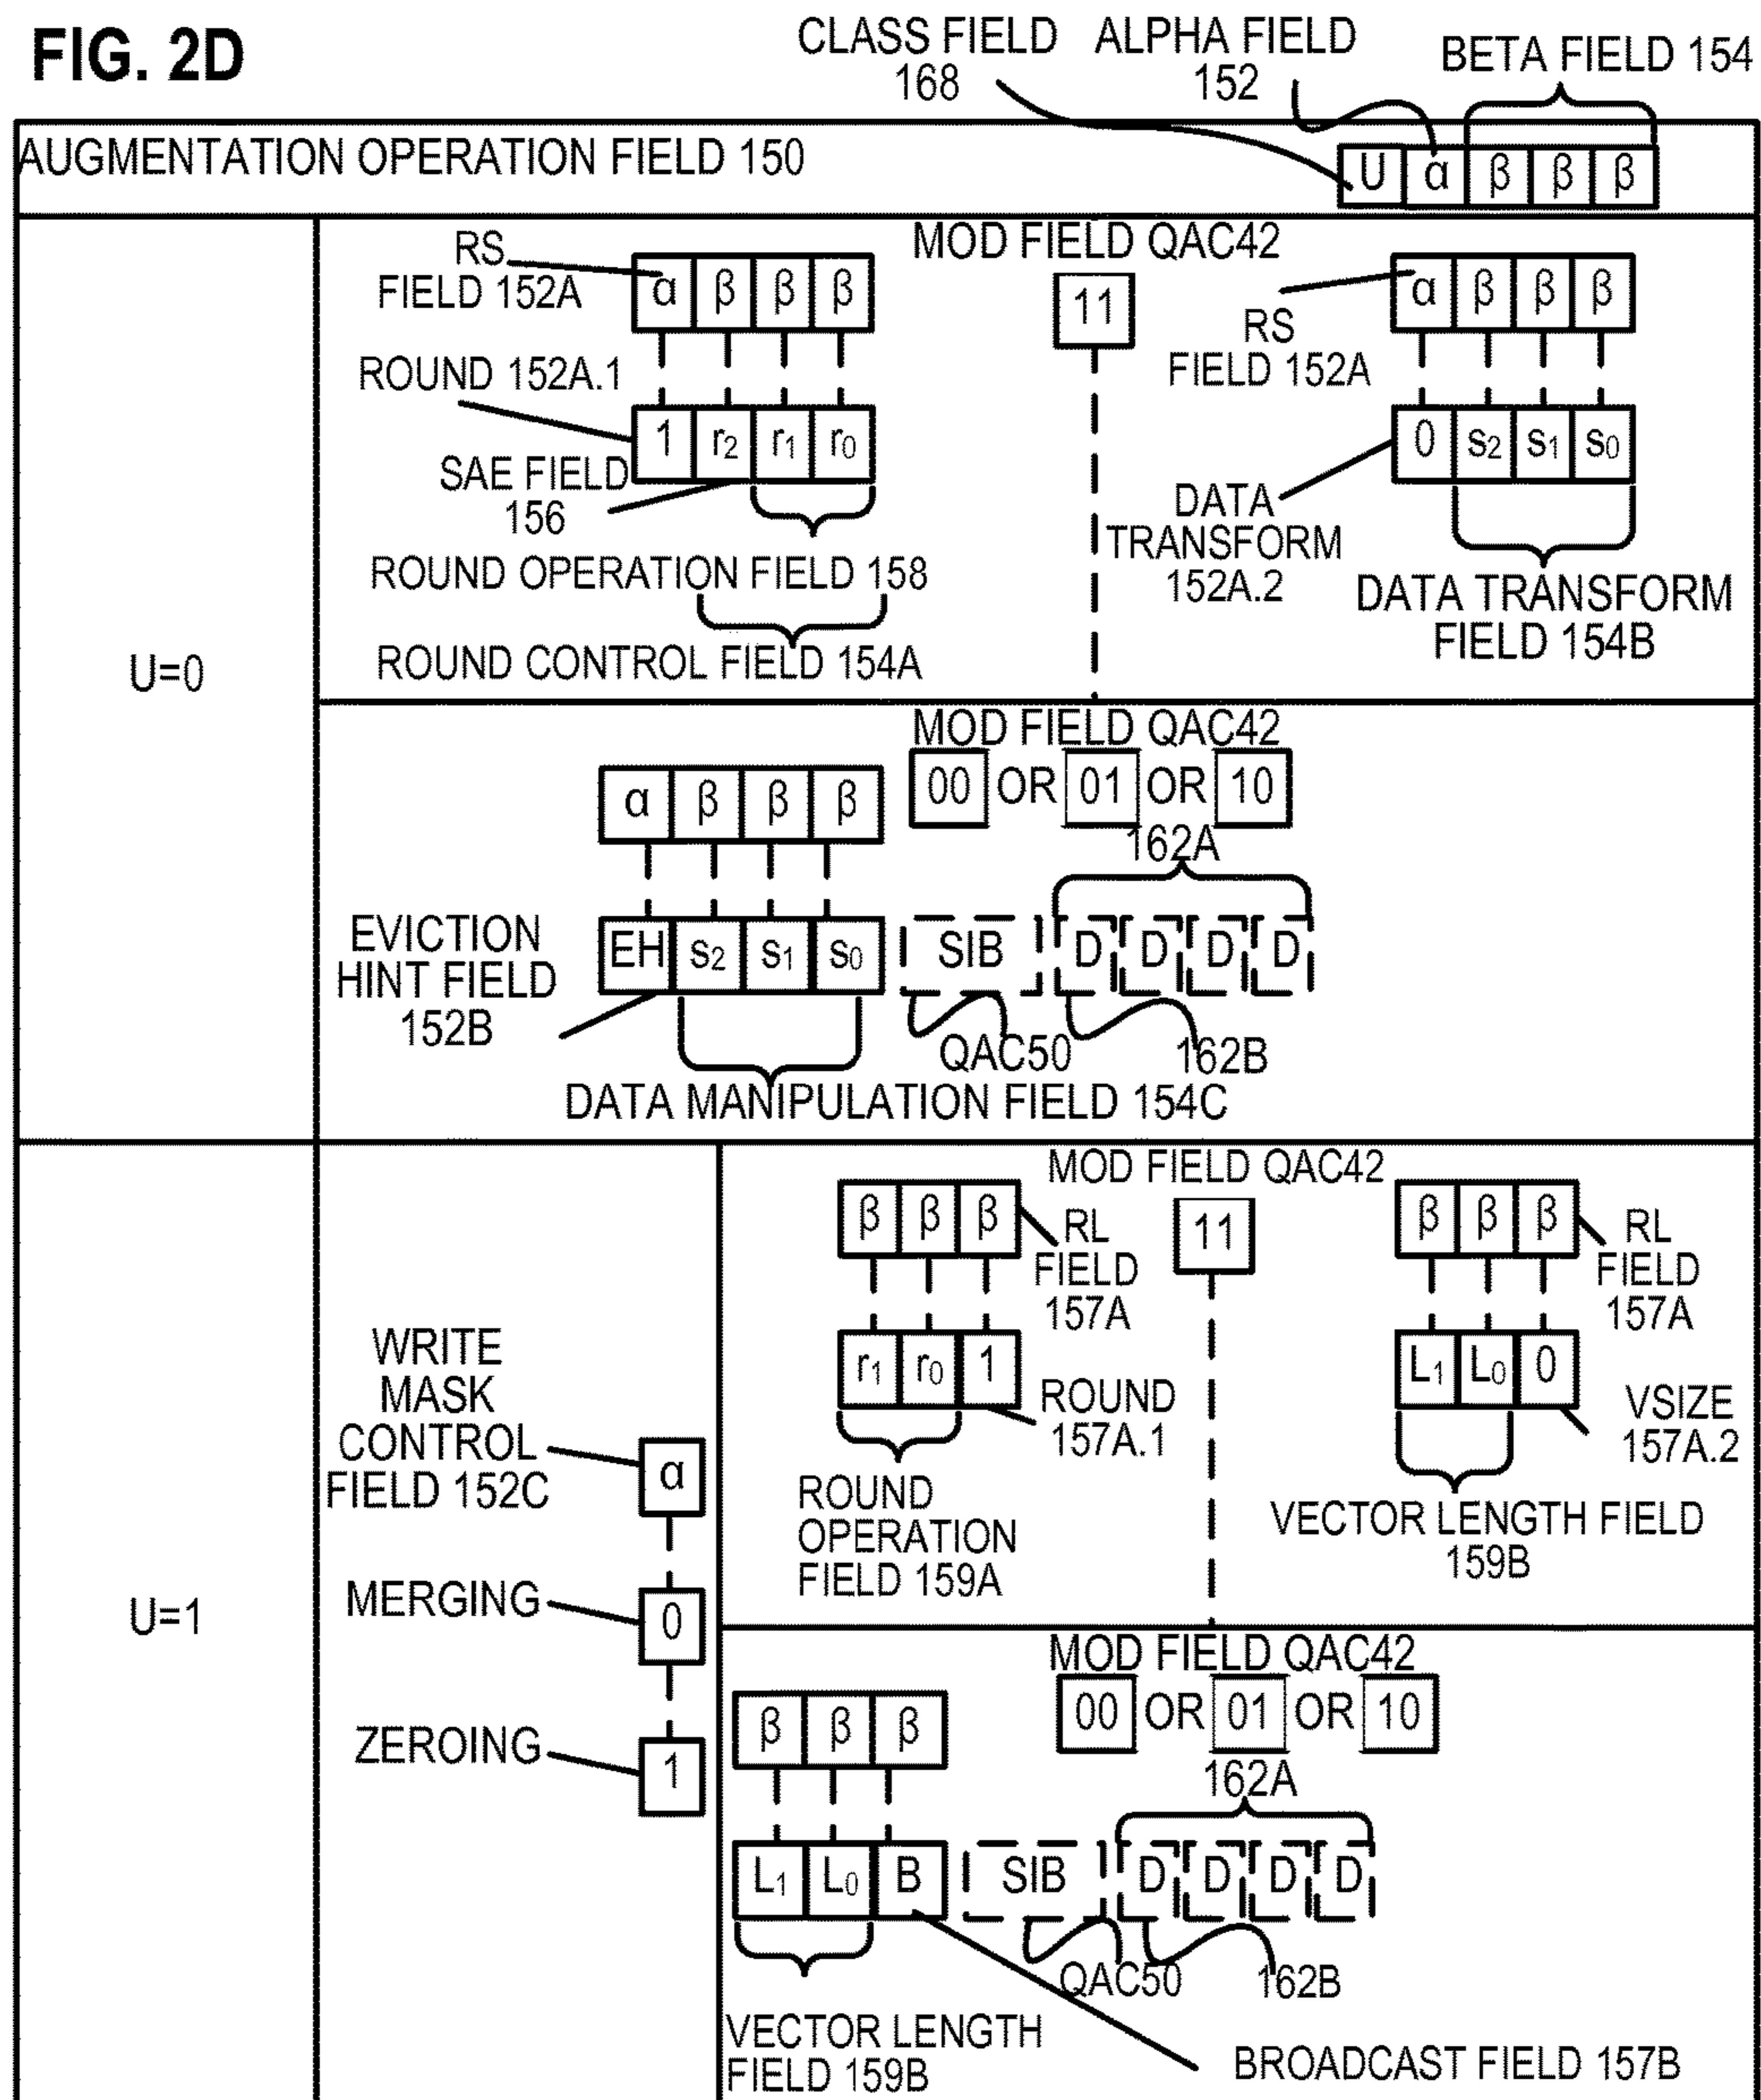 FIG. 2D
CLASS FIELD
168
ALPHA FIELD
152
BETA FIELD 154
AUGMENTATION OPERATION FIELD 150
U α β β β
U=0
MOD FIELD QAC42
11
RS
FIELD 152A
α β β β
ROUND 152A.1
1 r2 r1 r0
SAE FIELD
156
ROUND OPERATION FIELD 158
ROUND CONTROL FIELD 154A
α β β β
RS
FIELD 152A
0 s2 s1 s0
DATA
TRANSFORM
152A.2
DATA TRANSFORM
FIELD 154B
MOD FIELD QAC42
00 OR 01 OR 10
α β β β
162A
EVICTION
HINT FIELD
152B
EH s2 s1 s0 SIB D D D D
QAC50
162B
DATA MANIPULATION FIELD 154C
U=1
WRITE
MASK
CONTROL
FIELD 152C
α
MERGING
0
ZEROING
1
MOD FIELD QAC42
11
β β β
RL
FIELD
157A
r1 r0 1
ROUND
157A.1
ROUND
OPERATION
FIELD 159A
β β β
RL
FIELD
157A
L1 L0 0
VSIZE
157A.2
VECTOR LENGTH FIELD
159B
MOD FIELD QAC42
00 OR 01 OR 10
β β β
162A
L1 L0 B SIB D D D D
QAC50
162B
VECTOR LENGTH
FIELD 159B
BROADCAST FIELD 157B